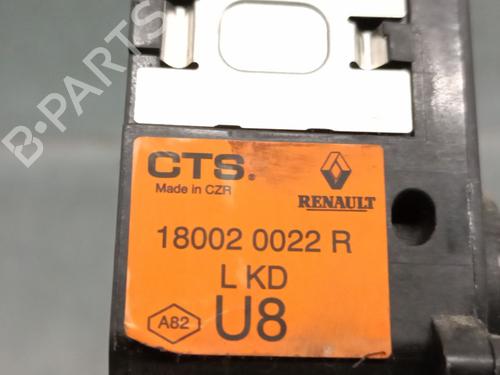 B-PARTS
CTS.
Made in CZR
RENAULT
18002 0022 R
L KD
A82
U8